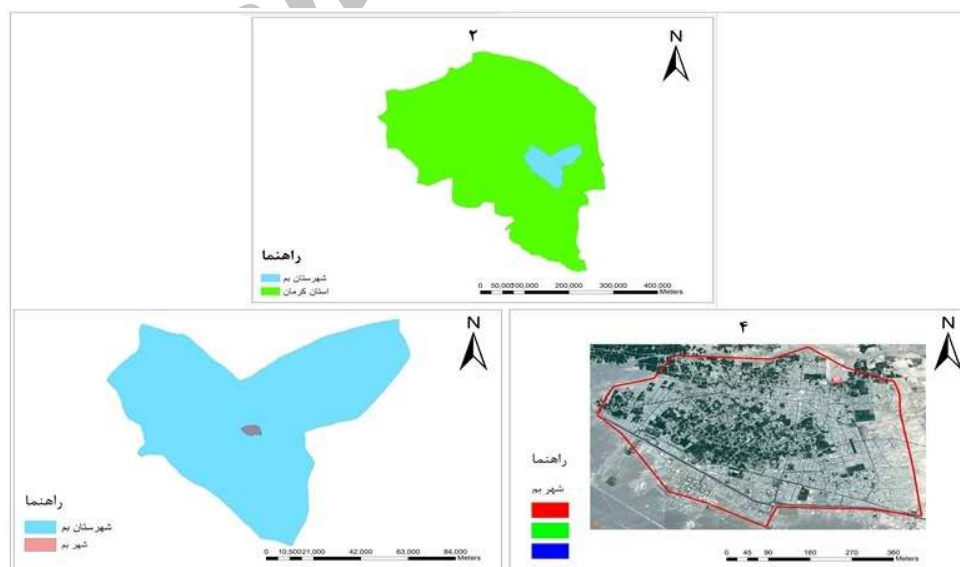 ۲
N
راهنما
شهرستان بم
استان کرمان
0 50,000100,000 200,000 300,000 400,000
Meters
N
راهنما
شهرستان بم
شهر بم
0 10,50021,000 42,000 63,000 84,000
Meters
۴
N
راهنما
شهر بم
0 45 90 180 270 360
Meters